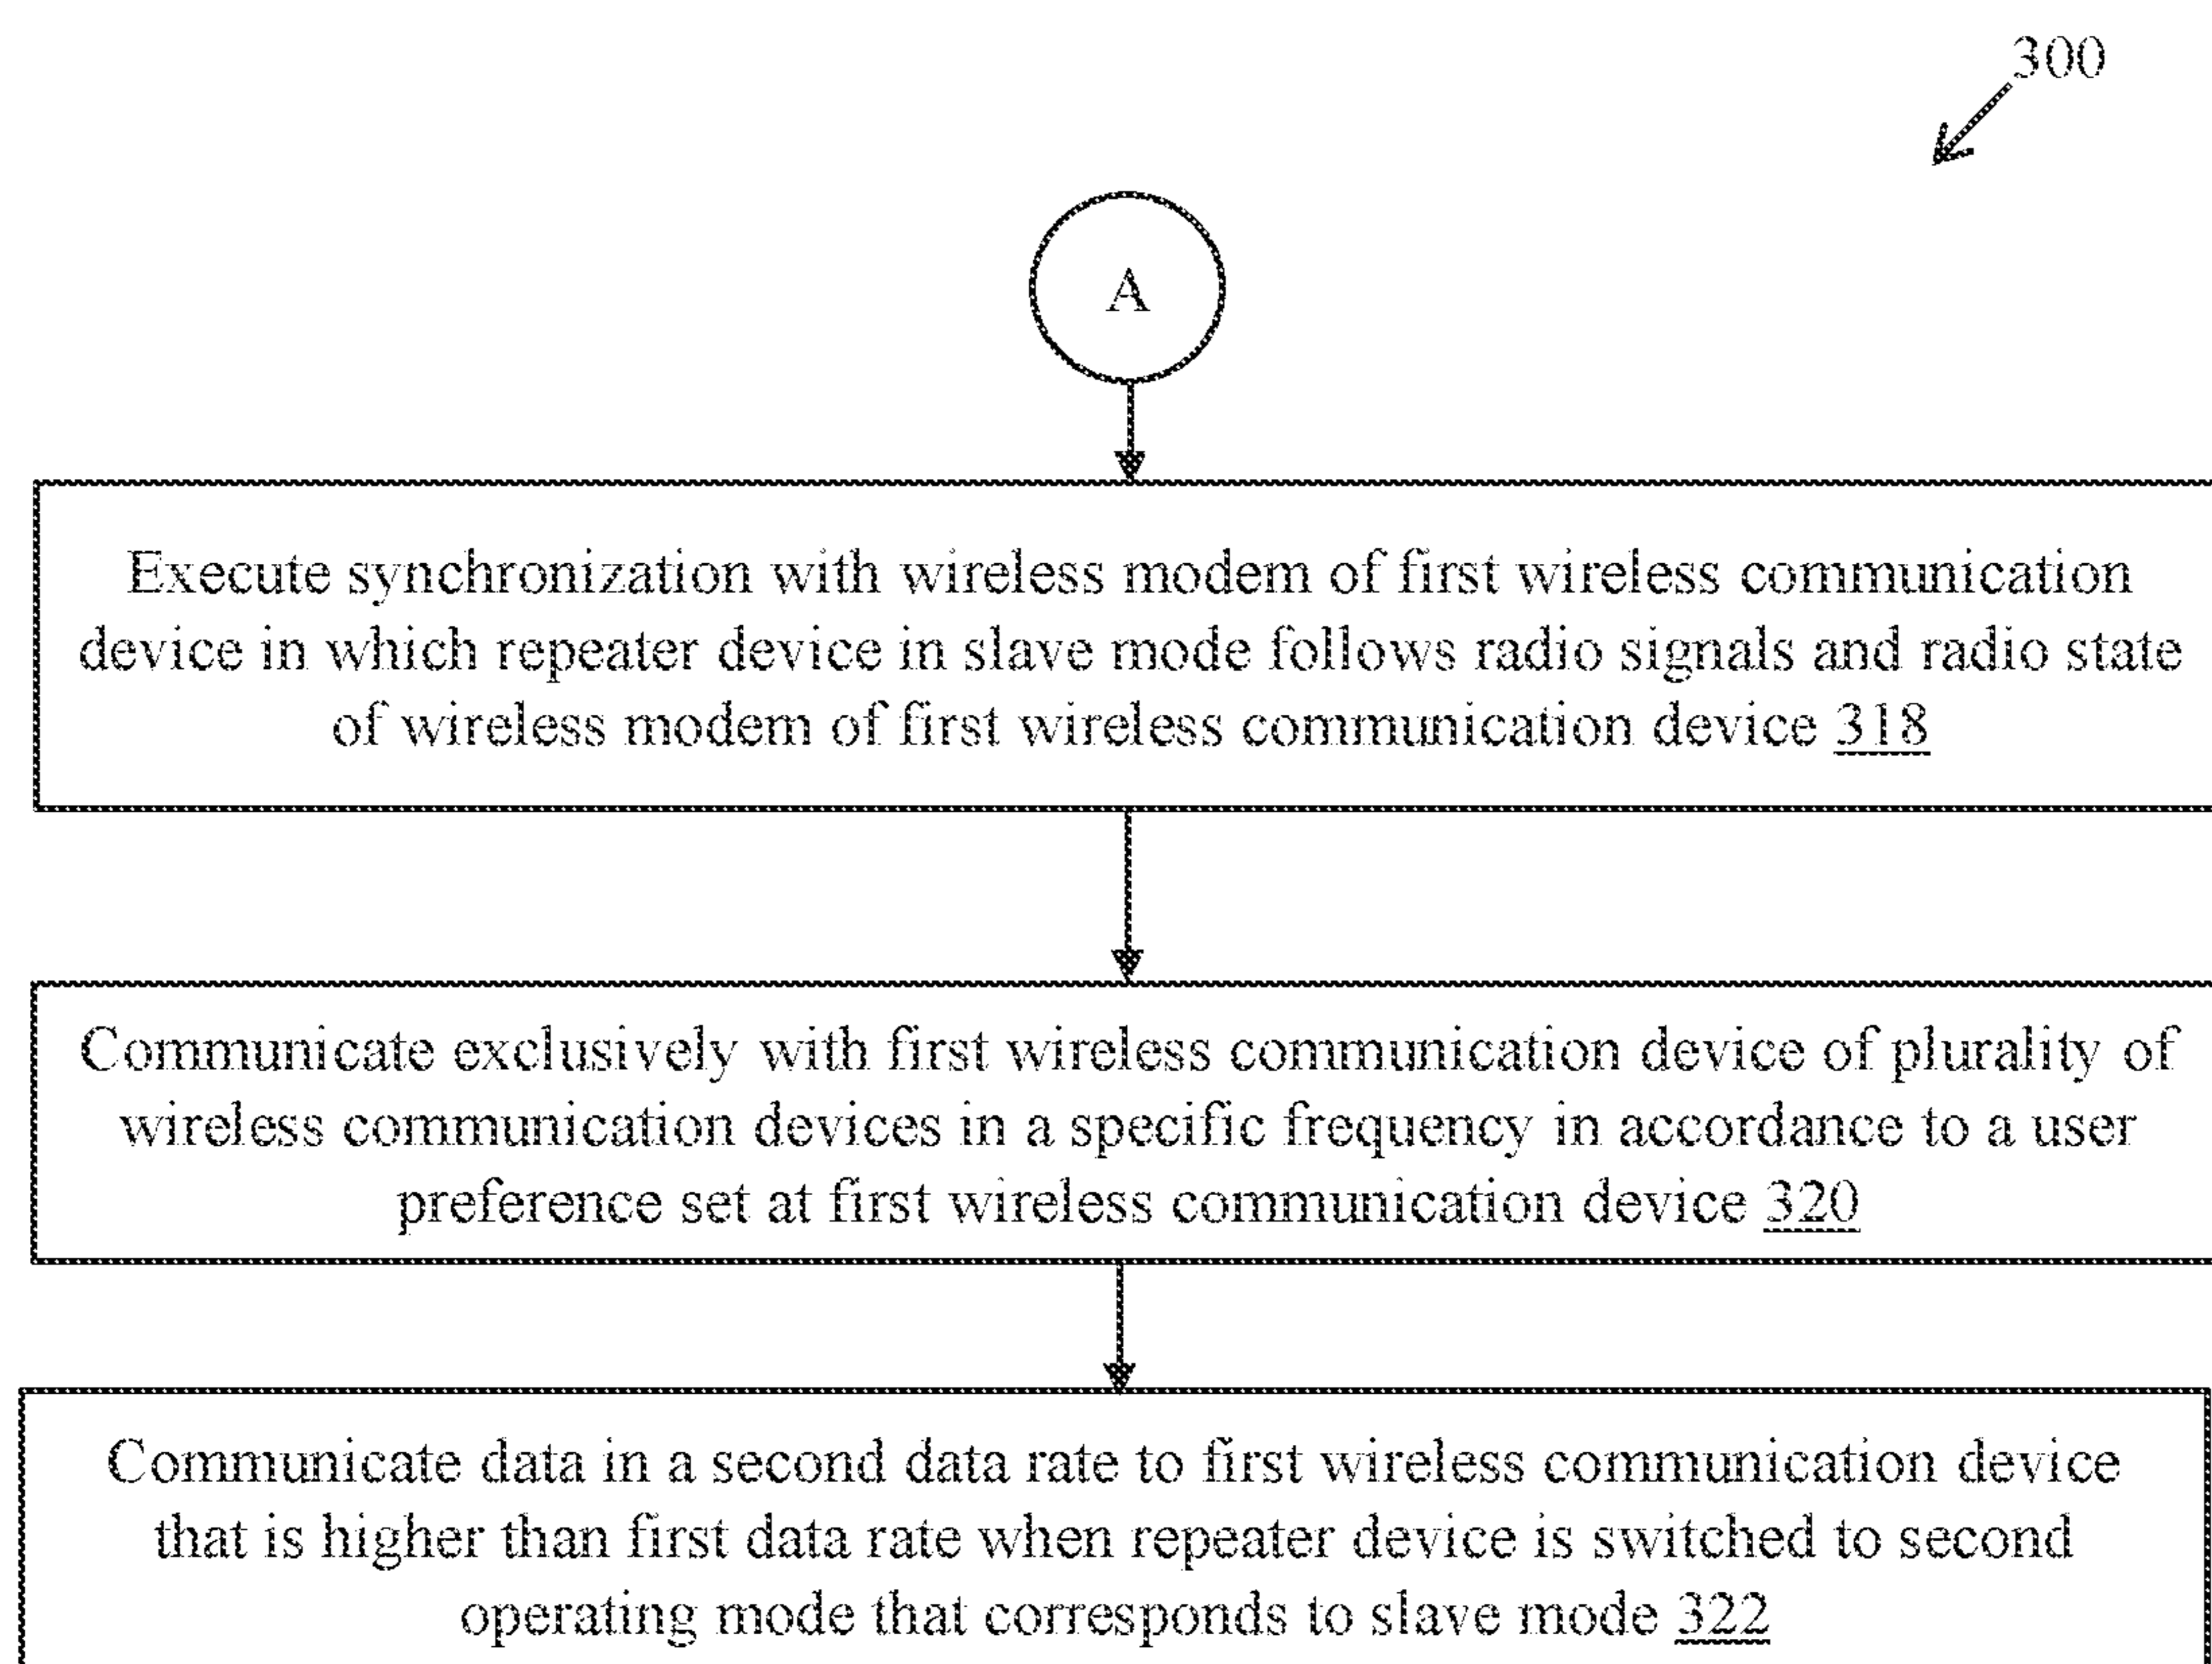 300
A
Execute synchronization with wireless modem of first wireless communication
device in which repeater device in slave mode follows radio signals and radio state
of wireless modem of first wireless communication device 318
Communicate exclusively with first wireless communication device of plurality of
wireless communication devices in a specific frequency in accordance to a user
preference set at first wireless communication device 320
Communicate data in a second data rate to first wireless communication device
that is higher than first data rate when repeater device is switched to second
operating mode that corresponds to slave mode 322